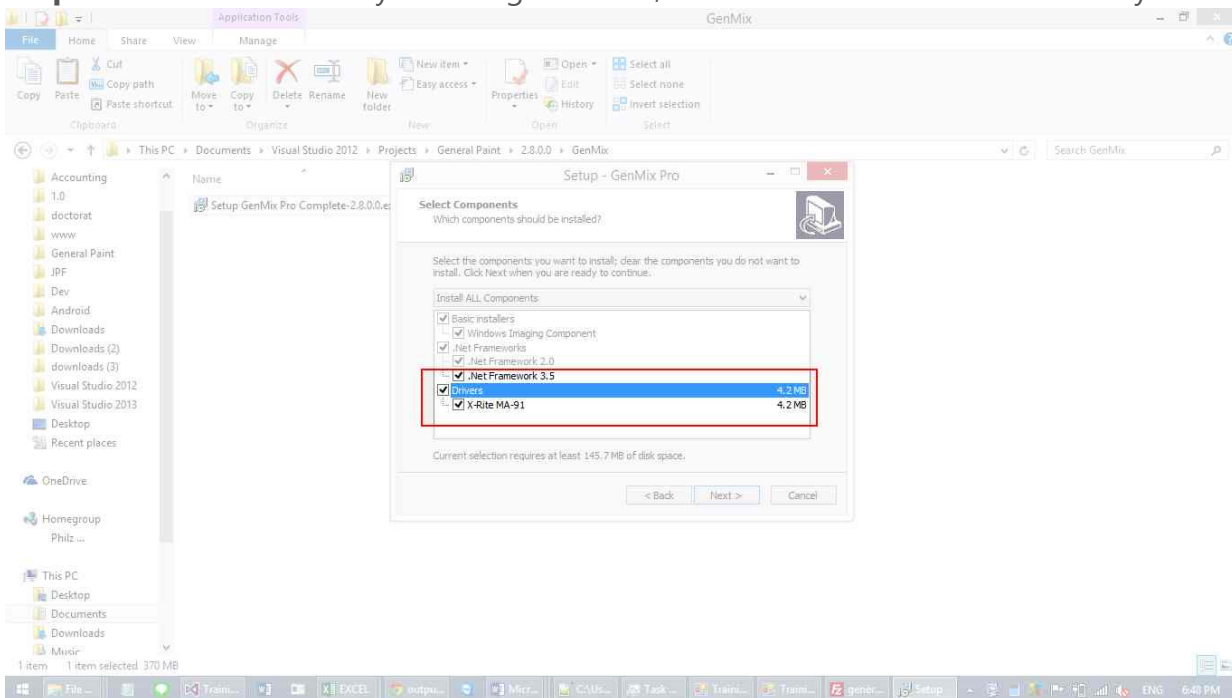 Application Tools
GenMix
File Home Share View Manage
Copy
Paste
Cut
Copy path
Paste shortcut
Clipboard
Move to
Copy to
Delete
Rename
New folder
Organize
New item
Easy access
New
Properties
Open
Edit
History
Open
Select all
Select none
Invert selection
Select
This PC Documents Visual Studio 2012 Projects General Paint 2.8.0.0 GenMix
Search GenMix
Accounting
1.0
doctorat
www
General Paint
JPF
Dev
Android
Downloads
Downloads (2)
downloads (3)
Visual Studio 2012
Visual Studio 2013
Desktop
Recent places
OneDrive
Homegroup
Philz ...
This PC
Desktop
Documents
Downloads
Music
Name
Setup GenMix Pro Complete-2.8.0.0.e
Setup - GenMix Pro
Select Components
Which components should be installed?
Select the components you want to install; clear the components you do not want to
install. Click Next when you are ready to continue.
Install ALL Components
Basic installers
Windows Imaging Component
.Net Frameworks
.Net Framework 2.0
.Net Framework 3.5
Drivers 4.2 MB
X-Rite MA-91 4.2 MB
Current selection requires at least 145.7 MB of disk space.
< Back Next > Cancel
1 item 1 item selected 370 MB
File ... Traini... EXCEL outpu... Micr... C:\Us... Task ... Traini... Traini... gener... Setup ENG 6:48 PM